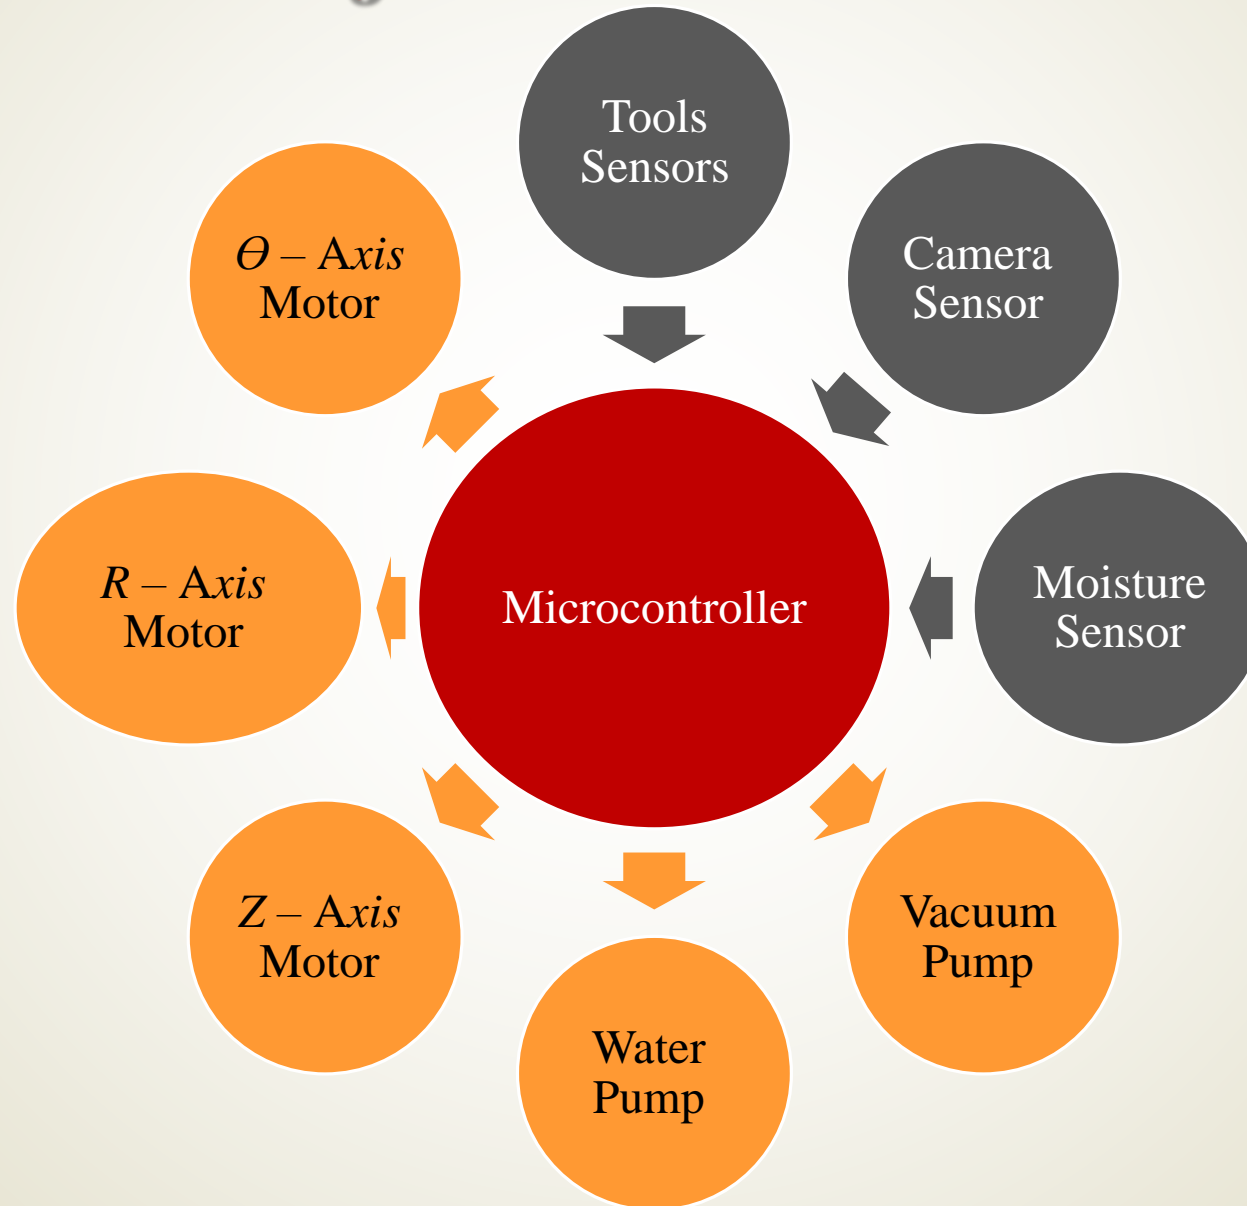 Tools
Sensors
Camera
Sensor
Moisture
Sensor
Vacuum
Pump
Water
Pump
Z – Axis
Motor
R – Axis
Motor
Ɵ – Axis
Motor
Microcontroller